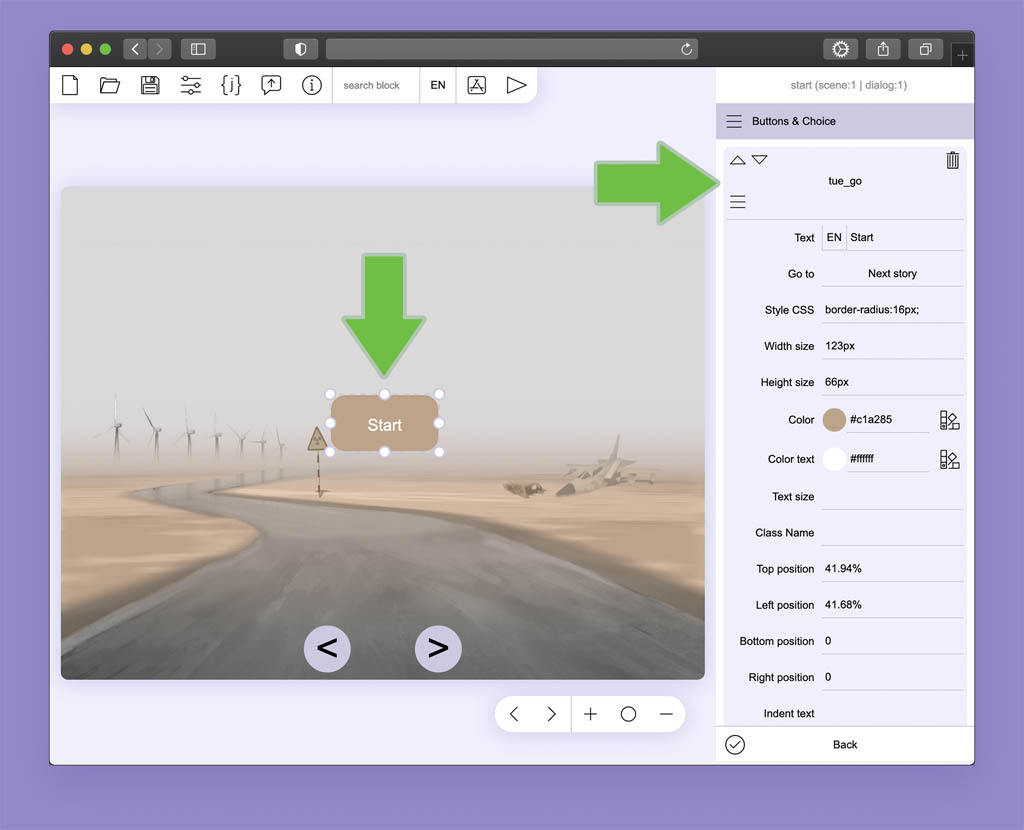 search block
EN
start (scene:1 | dialog:1)
Buttons & Choice
tue_go
Text EN Start
Go to Next story
Style CSS border-radius:16px;
Width size 123px
Height size 66px
Color #c1a285
Color text #ffffff
Text size
Class Name
Top position 41.94%
Left position 41.68%
Bottom position 0
Right position 0
Indent text
Back
Start
< >